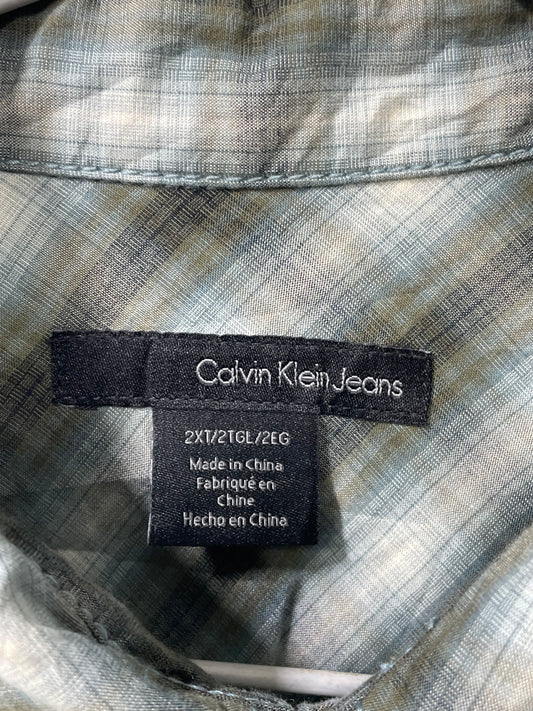 Calvin Klein Jeans
2XT/2TGL/2EG
Made in China
Fabriqué en
Chine
Hecho en China